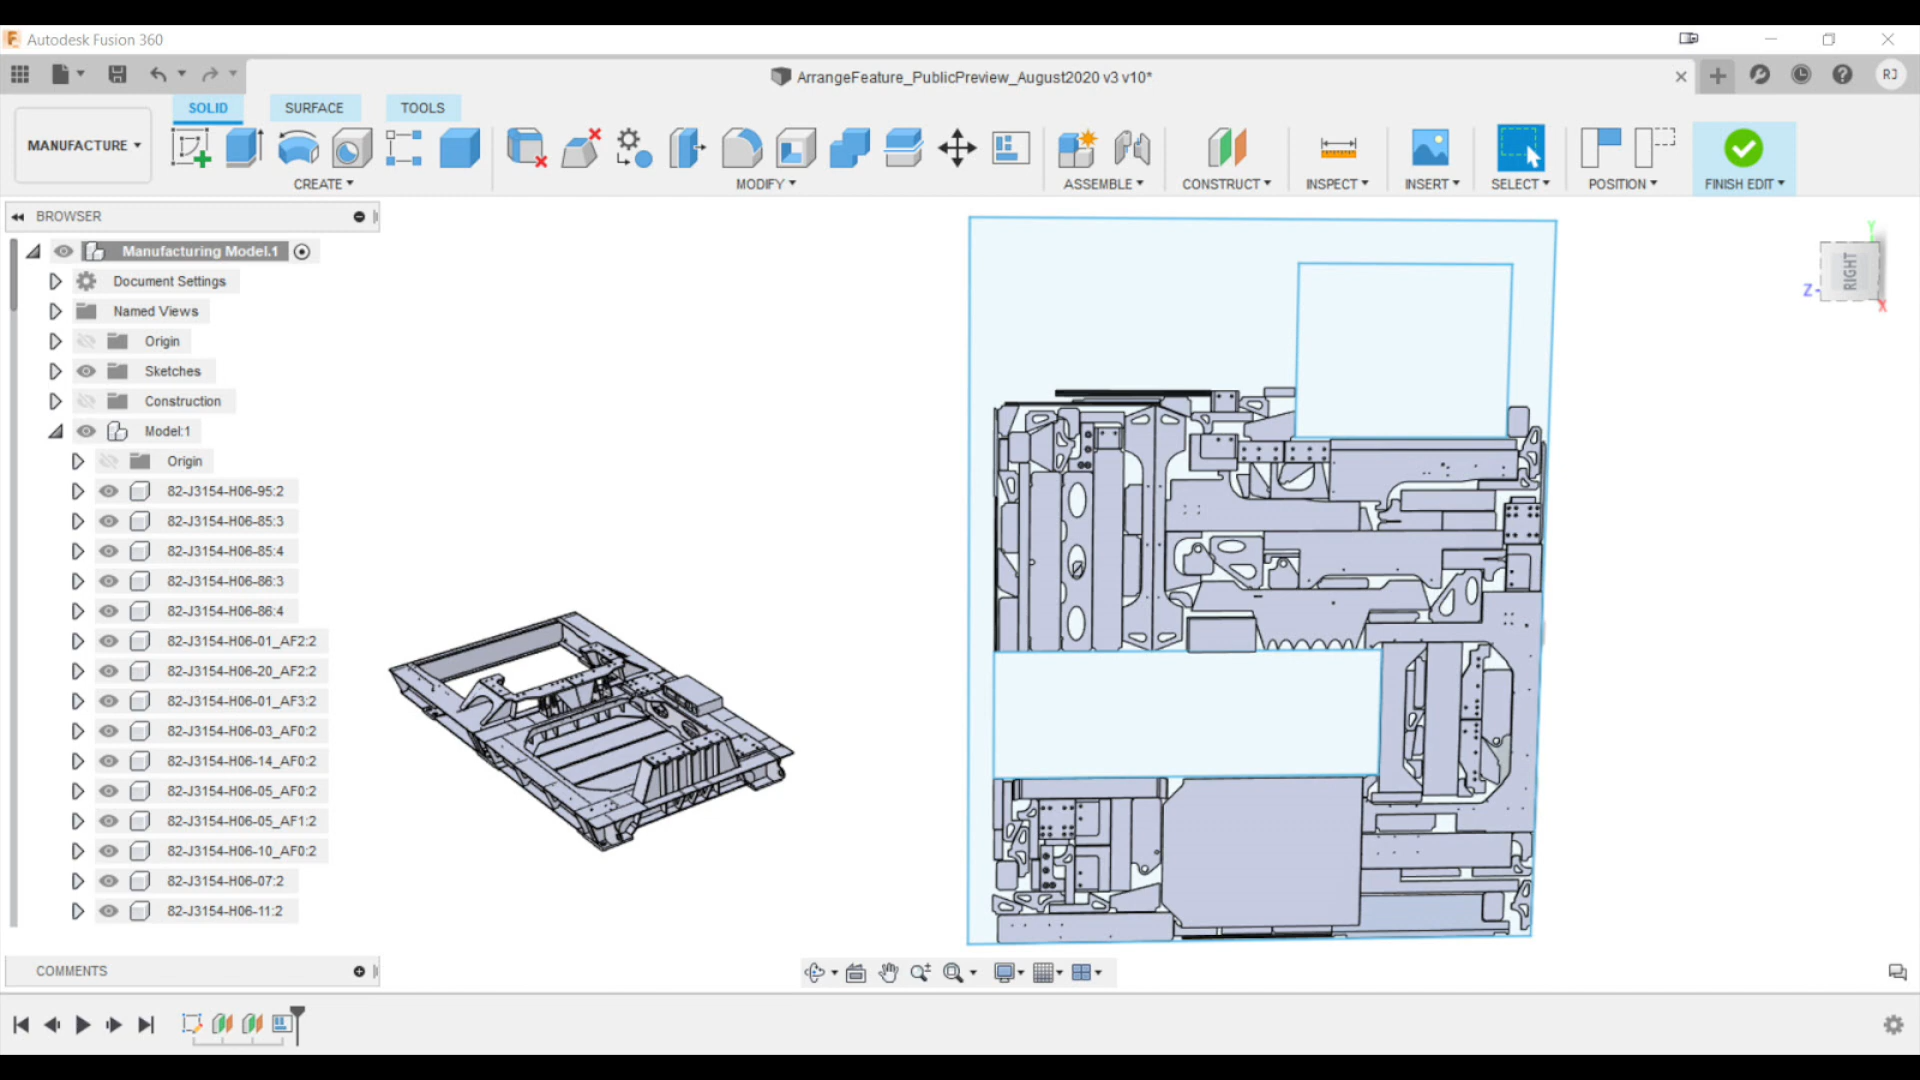 Autodesk Fusion 360
ArrangeFeature_PublicPreview_August2020 v3 v10*
RJ
SOLID SURFACE TOOLS
MANUFACTURE
CREATE MODIFY ASSEMBLE CONSTRUCT INSPECT INSERT SELECT POSITION FINISH EDIT
BROWSER
Manufacturing Model.1
Document Settings
Named Views
Origin
Sketches
Construction
Model:1
Origin
82-J3154-H06-95:2
82-J3154-H06-85:3
82-J3154-H06-85:4
82-J3154-H06-86:3
82-J3154-H06-86:4
82-J3154-H06-01_AF2:2
82-J3154-H06-20_AF2:2
82-J3154-H06-01_AF3:2
82-J3154-H06-03_AF0:2
82-J3154-H06-14_AF0:2
82-J3154-H06-05_AF0:2
82-J3154-H06-05_AF1:2
82-J3154-H06-10_AF0:2
82-J3154-H06-07:2
82-J3154-H06-11:2
Y
RIGHT
Z
X
COMMENTS